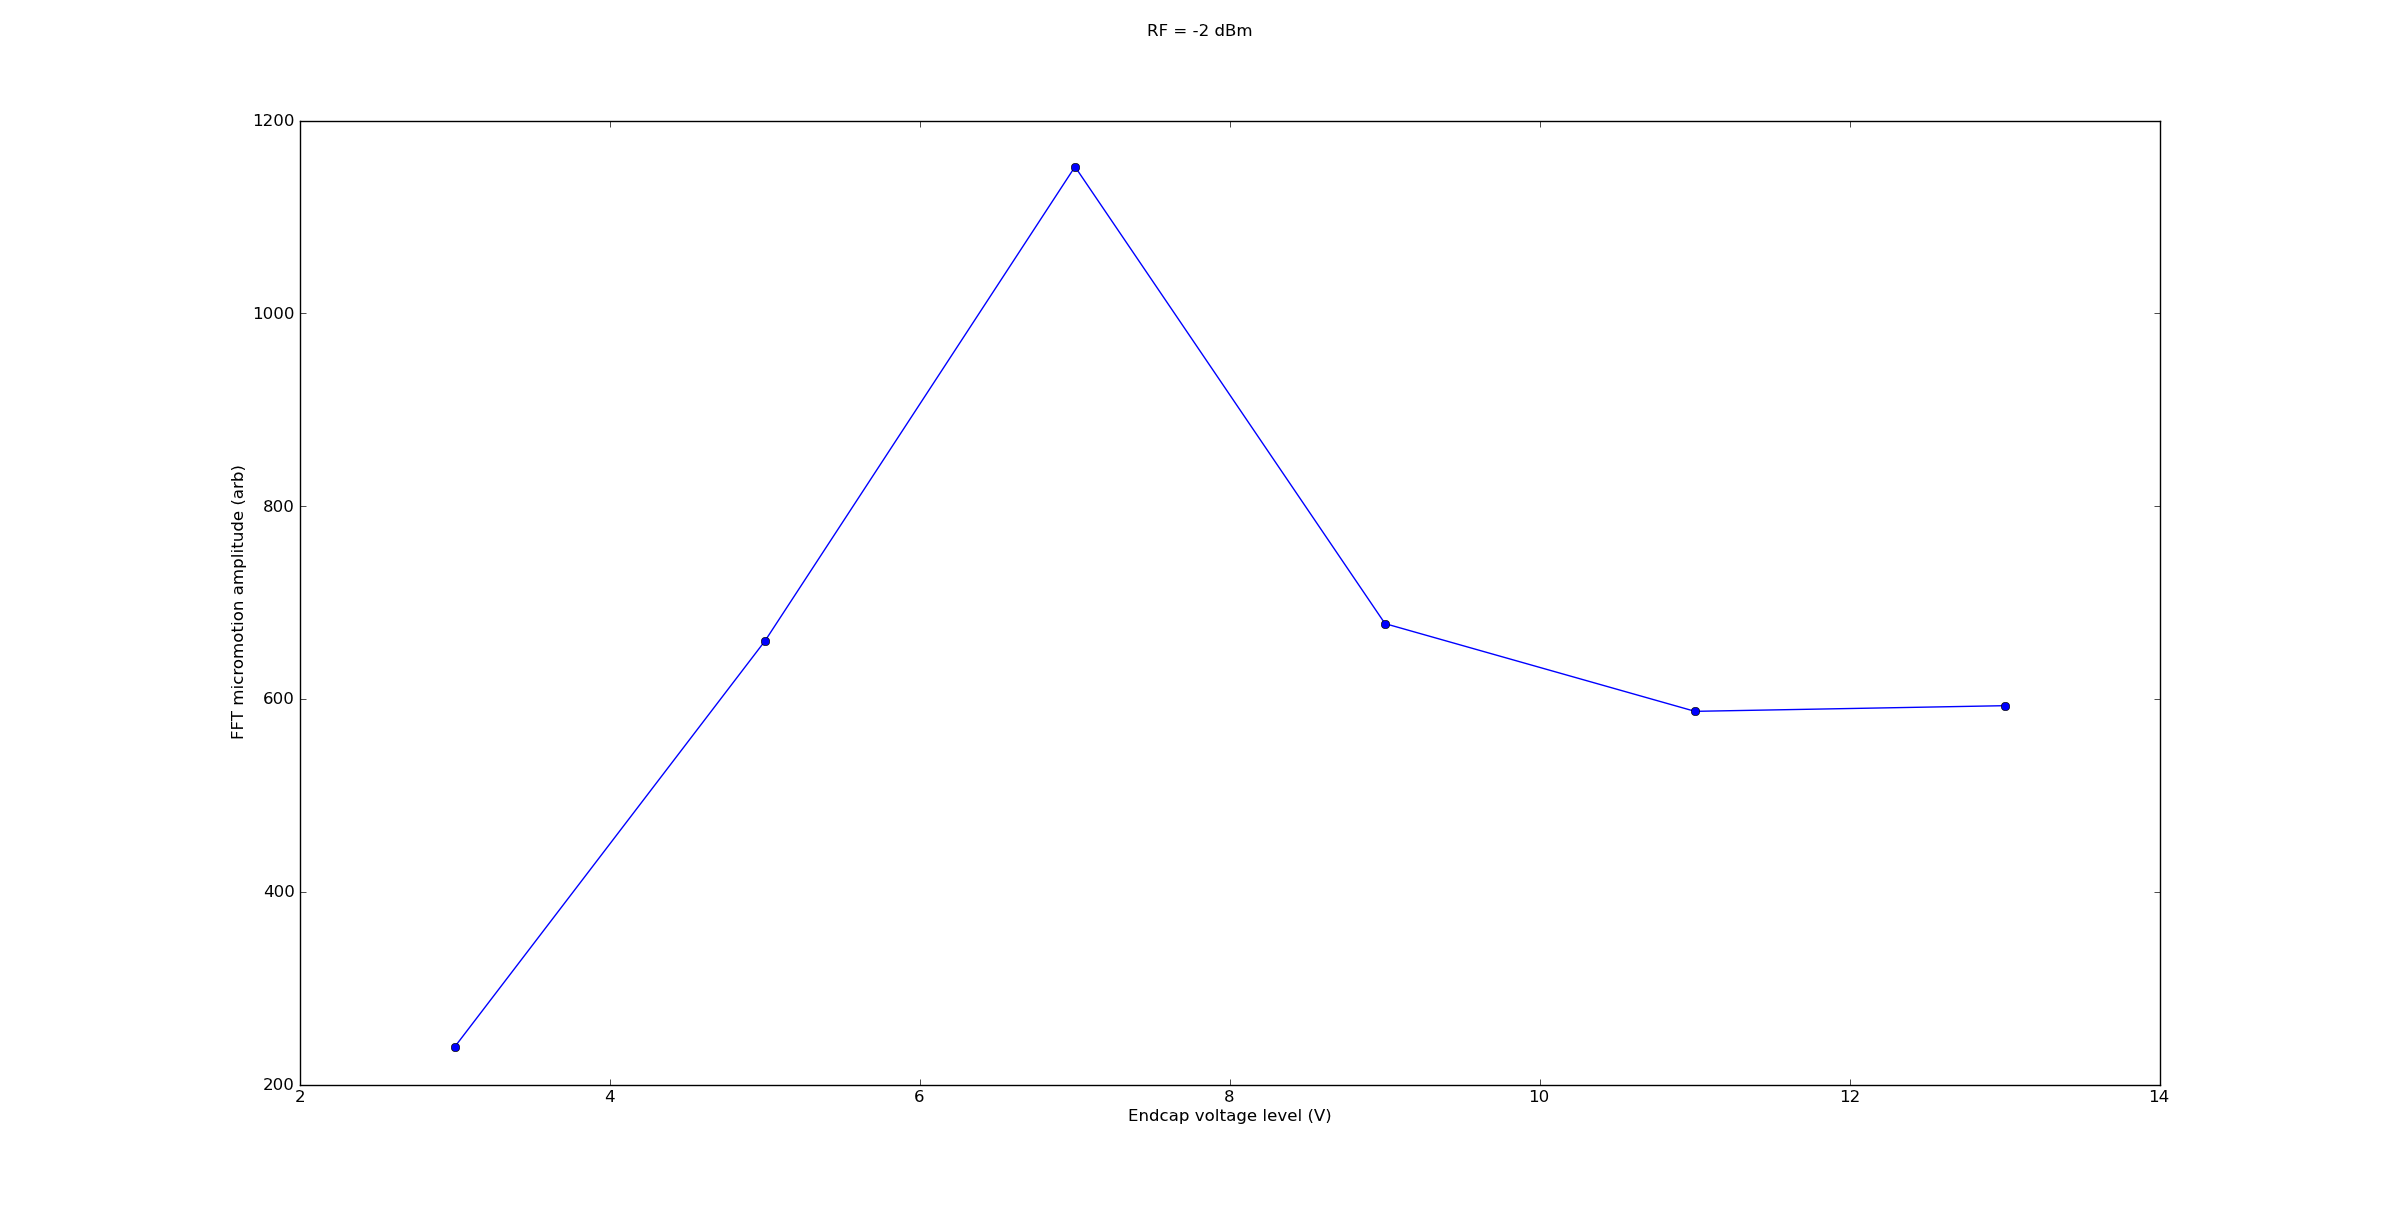 RF = -2 dBm
1200
1000
800
600
400
200
FFT micromotion amplitude (arb)
2 4 6 8 10 12 14
Endcap voltage level (V)